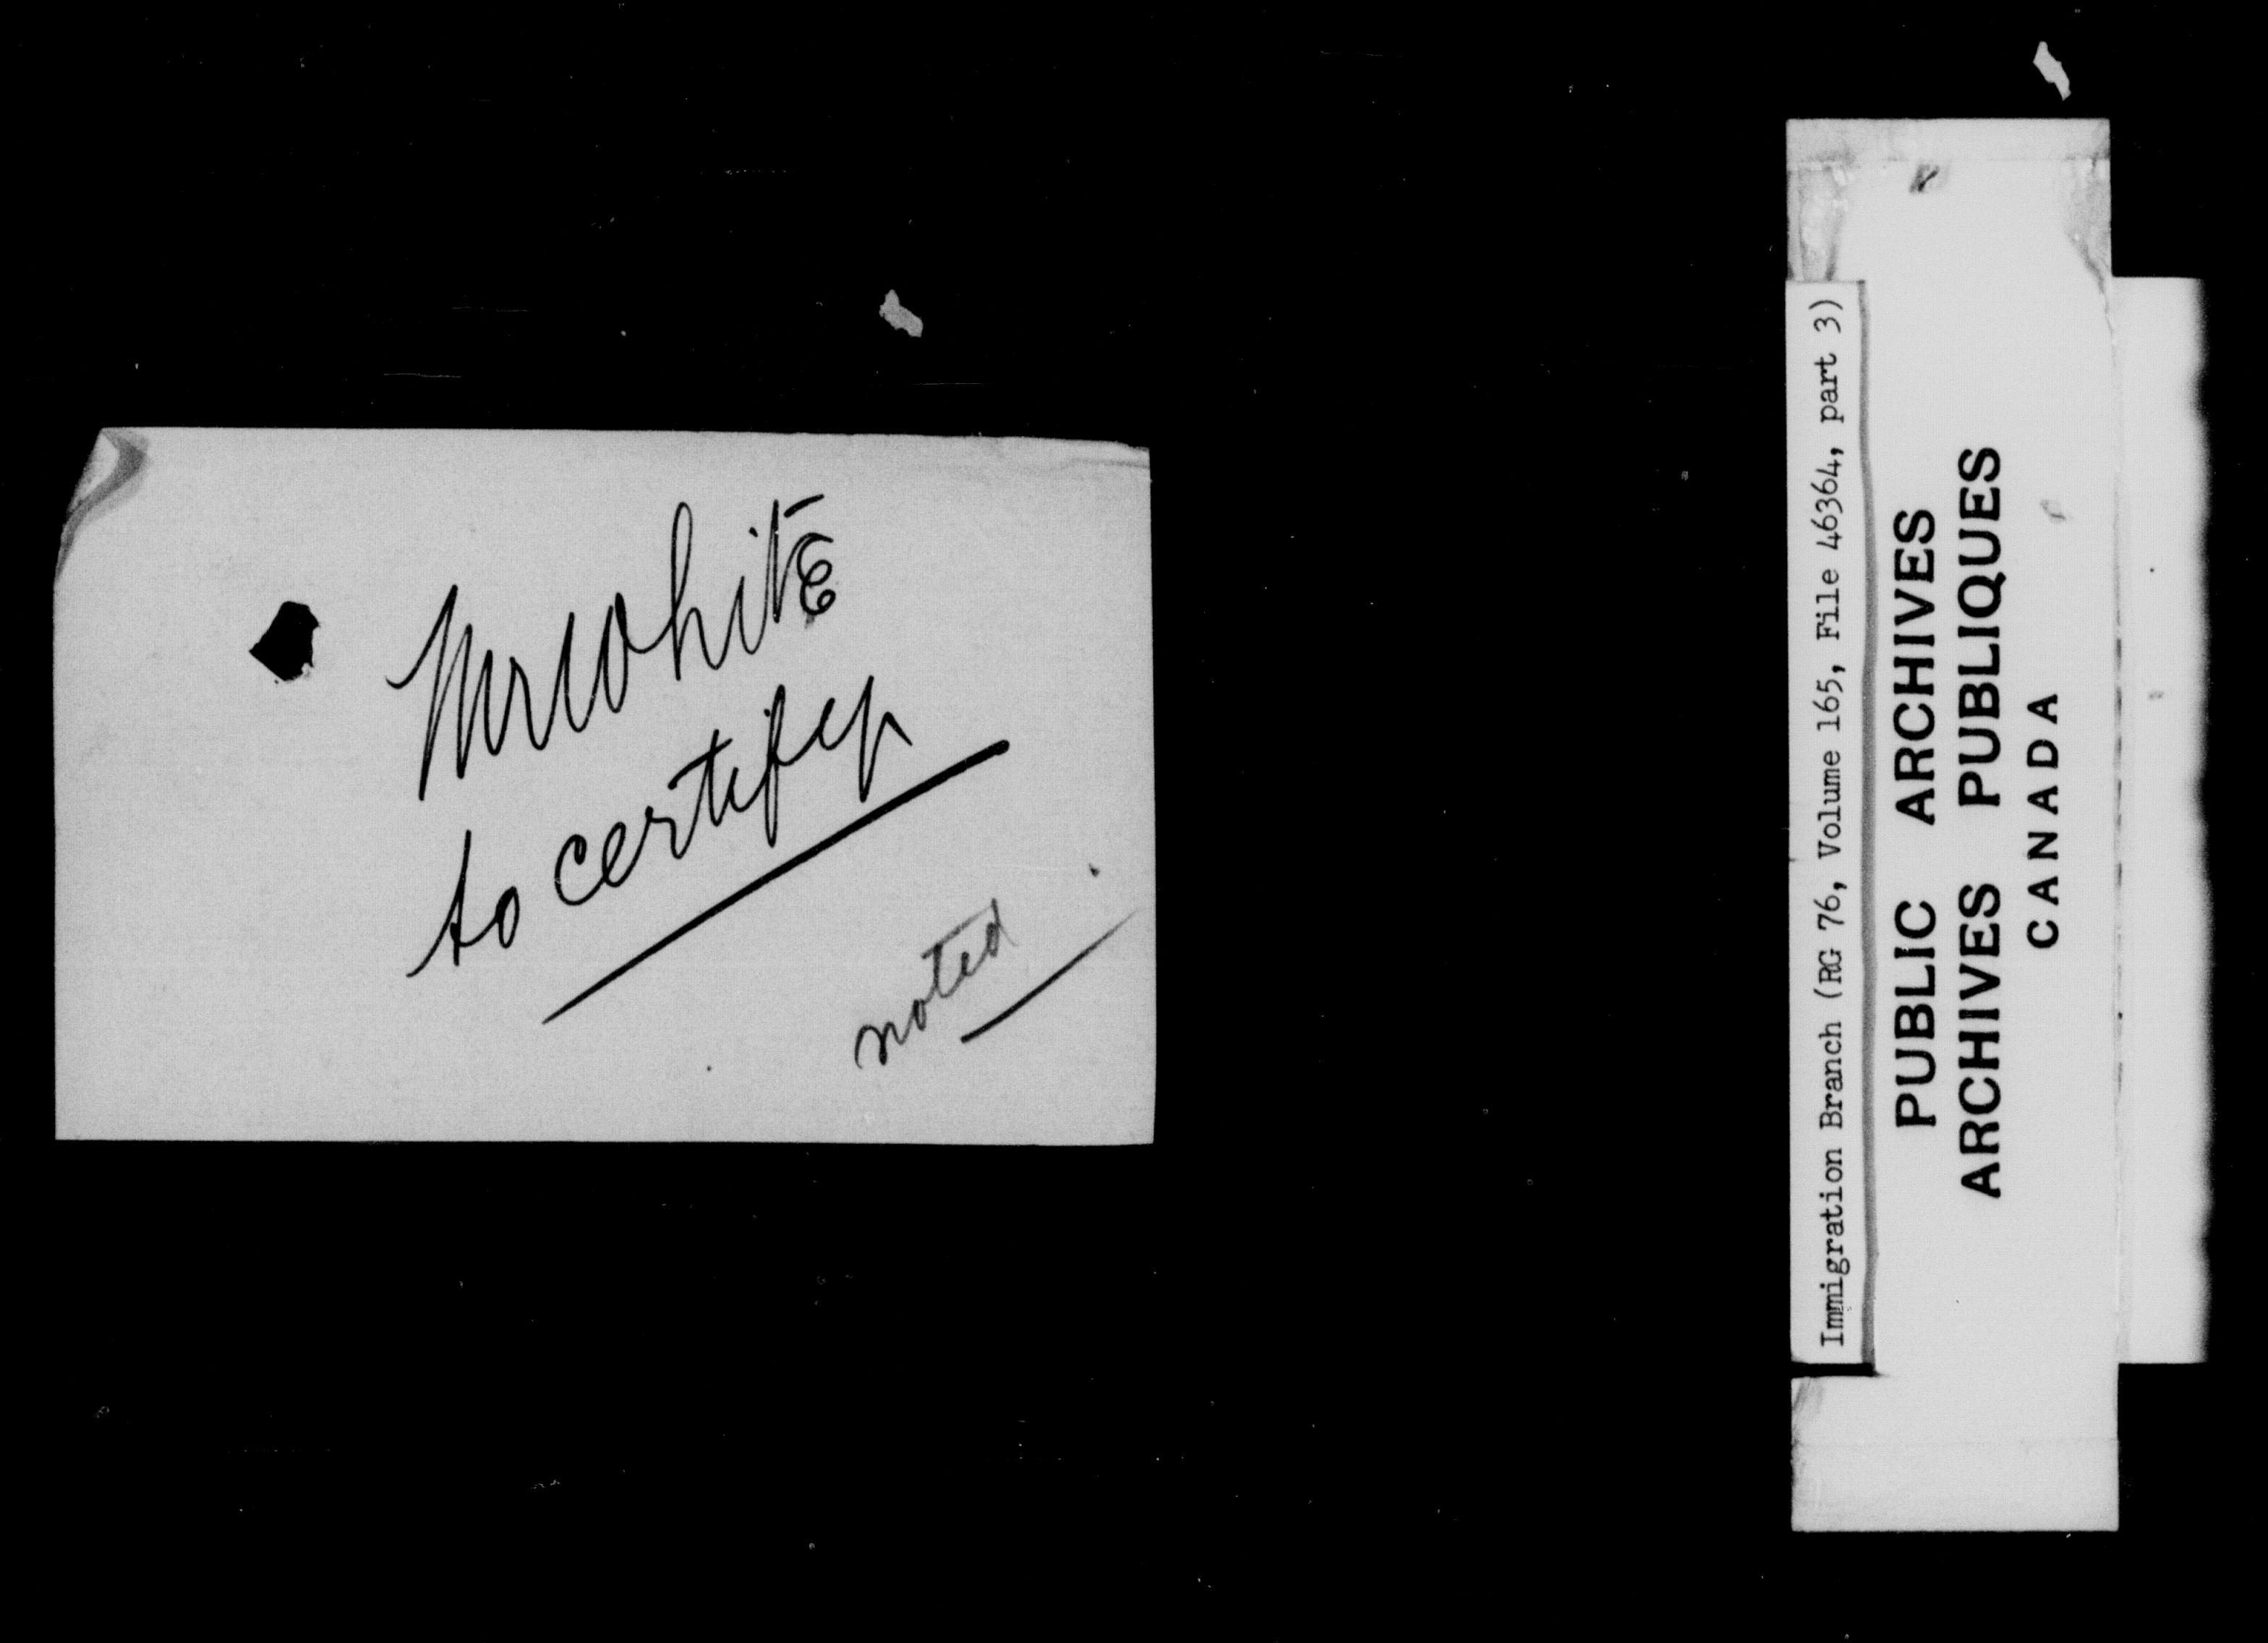 Mr White
to certify
noted
Immigration Branch (RG 76, Volume 165, File 46364, part 3)
PUBLIC ARCHIVES
ARCHIVES PUBLIQUES
CANADA